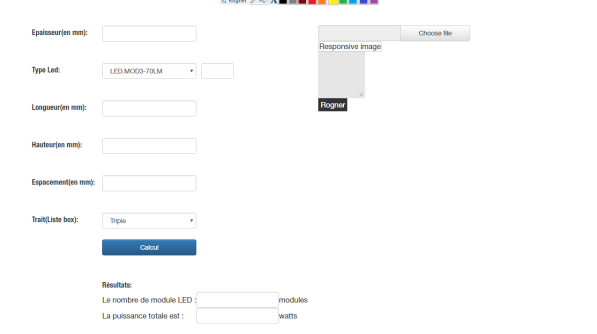 Rogner
Epaisseur(en mm):
Choose file
Responsive image
Type Led:
LED.MOD3-70LM
Rogner
Longueur(en mm):
Hauteur(en mm):
Espacement(en mm):
Trait(Liste box):
Triple
Calcul
Résultats:
Le nombre de module LED : modules
La puissance totale est : watts